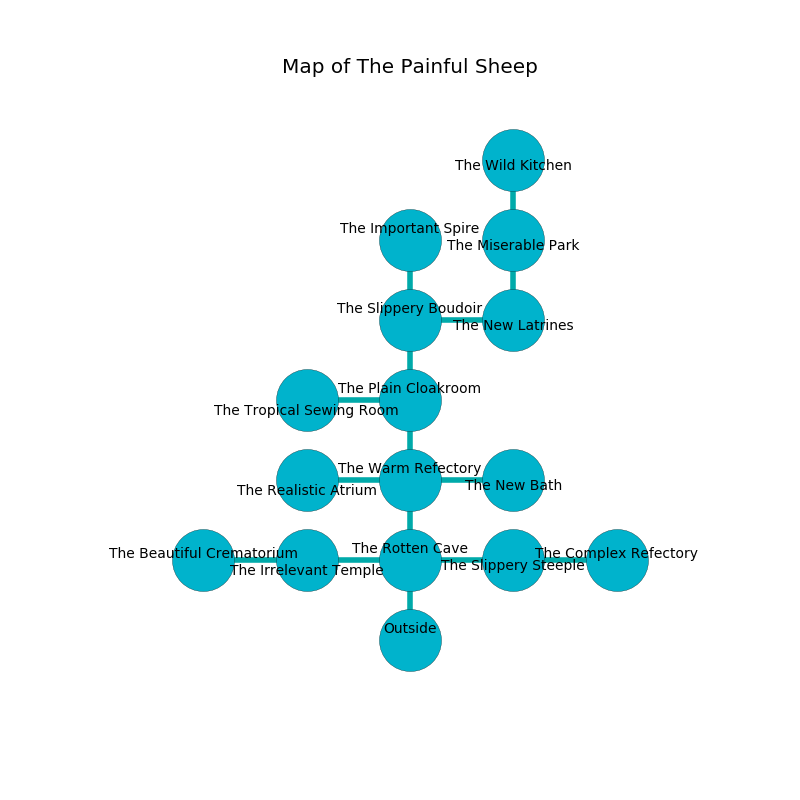 Map of The Painful Sheep
The Wild Kitchen
The Important Spire
The Miserable Park
The Slippery Boudoir
The New Latrines
The Plain Cloakroom
The Tropical Sewing Room
The Warm Refectory
The New Bath
The Realistic Atrium
The Rotten Cave
The Beautiful Crematorium
The Complex Refectory
The Slippery Steeple
The Irrelevant Temple
Outside